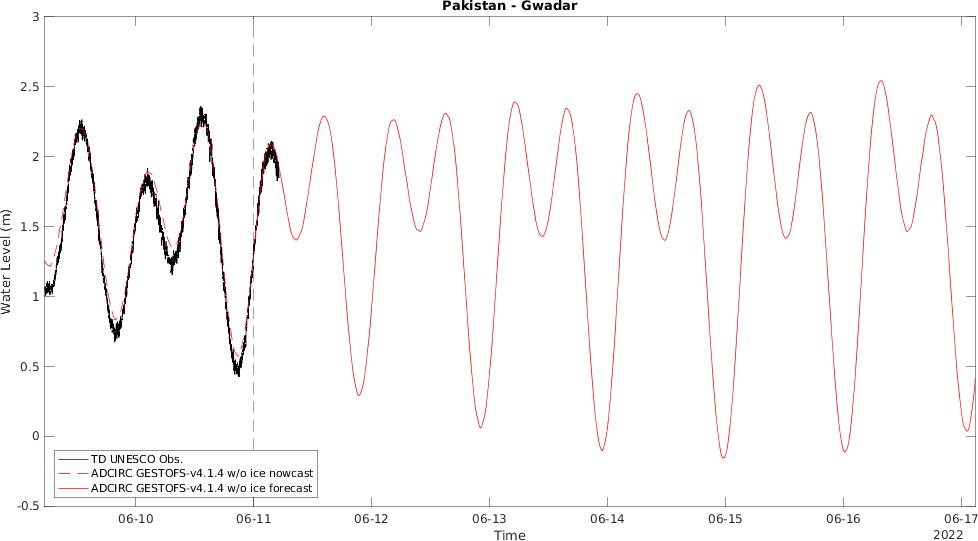 Pakistan - Gwadar
3
2.5
2
1.5
1
0.5
0
-0.5
Water Level (m)
TD UNESCO Obs.
ADCIRC GESTOFS-v4.1.4 w/o ice nowcast
ADCIRC GESTOFS-v4.1.4 w/o ice forecast
06-10 06-11 06-12 06-13 06-14 06-15 06-16 06-17
Time
2022